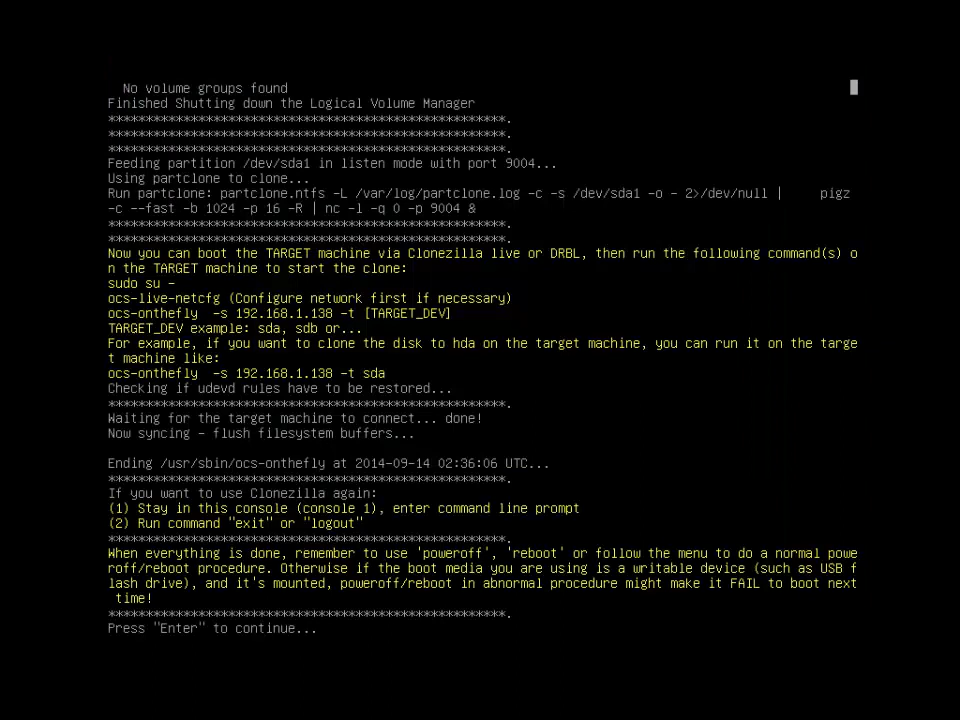 No volume groups found
Finished Shutting down the Logical Volume Manager
*****************************************************.
*****************************************************.
*****************************************************.
Feeding partition /dev/sda1 in listen mode with port 9004...
Using partclone to clone...
Run partclone: partclone.ntfs -L /var/log/partclone.log -c -s /dev/sda1 -o - 2>/dev/null |     pigz
-c --fast -b 1024 -p 16 -R | nc -l -q 0 -p 9004 &
*****************************************************.
*****************************************************.
Now you can boot the TARGET machine via Clonezilla live or DRBL, then run the following command(s) o
n the TARGET machine to start the clone:
sudo su -
ocs-live-netcfg (Configure network first if necessary)
ocs-onthefly  -s 192.168.1.138 -t [TARGET_DEV]
TARGET_DEV example: sda, sdb or...
For example, if you want to clone the disk to hda on the target machine, you can run it on the targe
t machine like:
ocs-onthefly  -s 192.168.1.138 -t sda
Checking if udevd rules have to be restored...
*****************************************************.
Waiting for the target machine to connect... done!
Now syncing - flush filesystem buffers...
Ending /usr/sbin/ocs-onthefly at 2014-09-14 02:36:06 UTC...
*****************************************************.
If you want to use Clonezilla again:
(1) Stay in this console (console 1), enter command line prompt
(2) Run command "exit" or "logout"
*****************************************************.
When everything is done, remember to use 'poweroff', 'reboot' or follow the menu to do a normal powe
roff/reboot procedure. Otherwise if the boot media you are using is a writable device (such as USB f
lash drive), and it's mounted, poweroff/reboot in abnormal procedure might make it FAIL to boot next
 time!
*****************************************************.
Press "Enter" to continue...